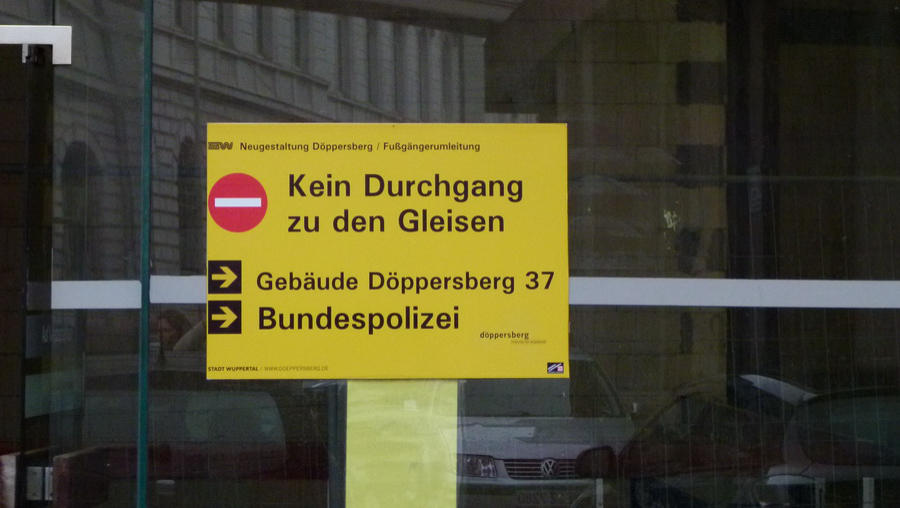 Neugestaltung Döppersberg / Fußgängerumleitung
Kein Durchgang
zu den Gleisen
Gebäude Döppersberg 37
Bundespolizei
döppersberg
STADT WUPPERTAL / WWW.DOEPPERSBERG.DE